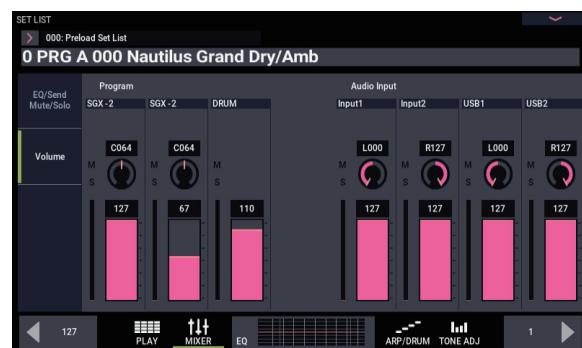 SET LIST
000: Preload Set List
0 PRG A 000 Nautilus Grand Dry/Amb
EQ/Send
Mute/Solo
Volume
Program
Audio Input
SGX-2 SGX-2 DRUM Input1 Input2 USB1 USB2
C064 C064 L000 R127 L000 R127
M M M M M M
S S S S S S
127 67 110 127 127 127 127
127 PLAY MIXER EQ ARP/DRUM TONE ADJ 1